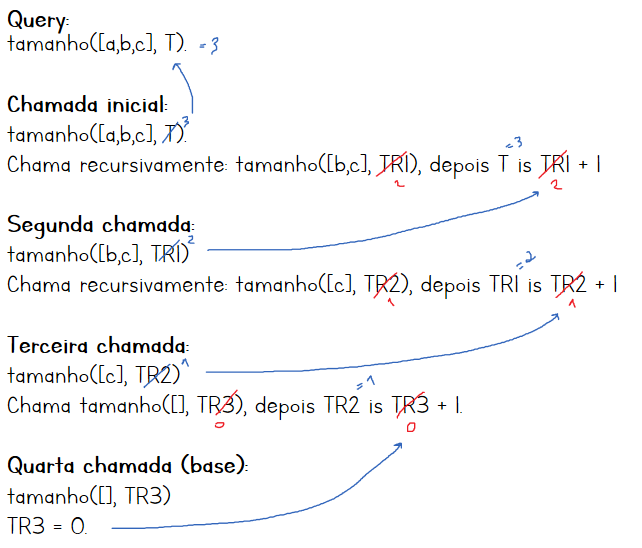 Query:
tamanho([a,b,c], T). = 3
Chamada inicial:
tamanho([a,b,c], T). 3
= 3
Chama recursivamente: tamanho([b,c], TR1), depois T is TR1 + 1
2 2
Segunda chamada:
tamanho([b,c], TR1) 2
= 2
Chama recursivamente: tamanho([c], TR2), depois TR1 is TR2 + 1
1 1
Terceira chamada:
tamanho([c], TR2) 1
= 1
Chama tamanho([], TR3), depois TR2 is TR3 + 1.
0 0
Quarta chamada (base):
tamanho([], TR3)
TR3 = 0.